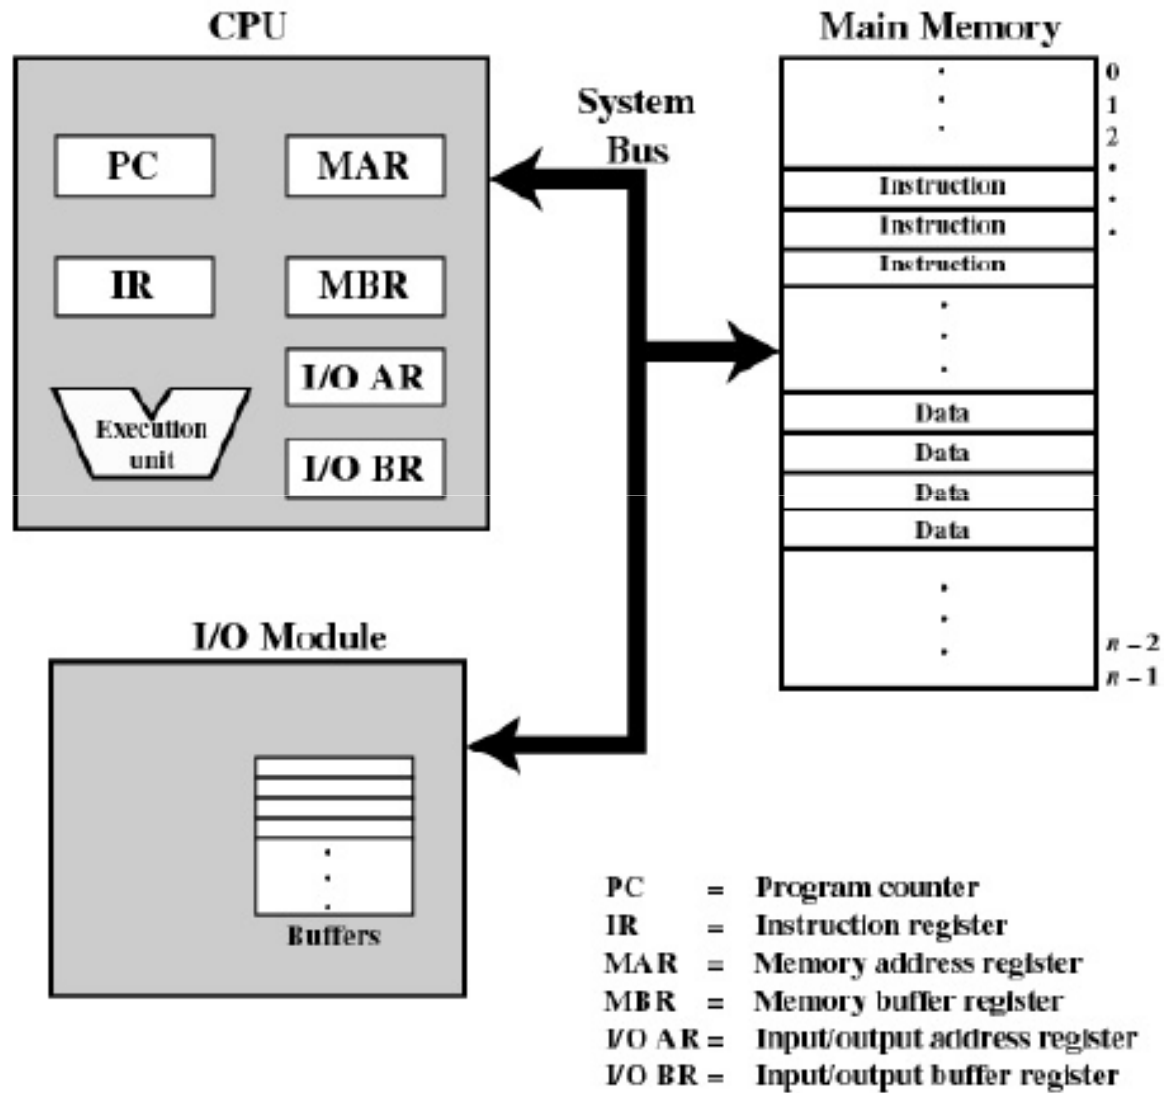 CPU
PC
MAR
IR
MBR
I/O AR
Execution
unit
I/O BR
System
Bus
Main Memory
0
1
2
.
.
.
Instruction
Instruction
Instruction
Data
Data
Data
Data
n – 2
n – 1
I/O Module
Buffers
PC = Program counter
IR = Instruction register
MAR = Memory address register
MBR = Memory buffer register
I/O AR = Input/output address register
I/O BR = Input/output buffer register